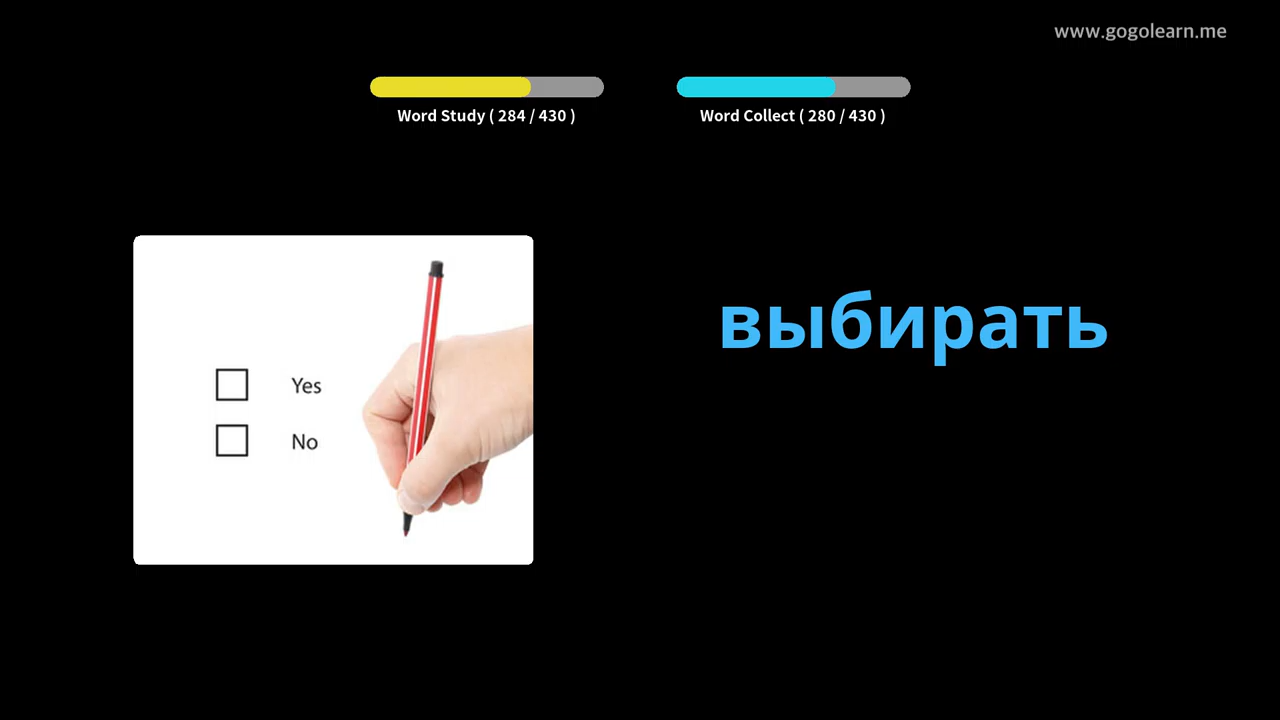 www.gogolearn.me
Word Study ( 284 / 430 )
Word Collect ( 280 / 430 )
выбирать
Yes
No